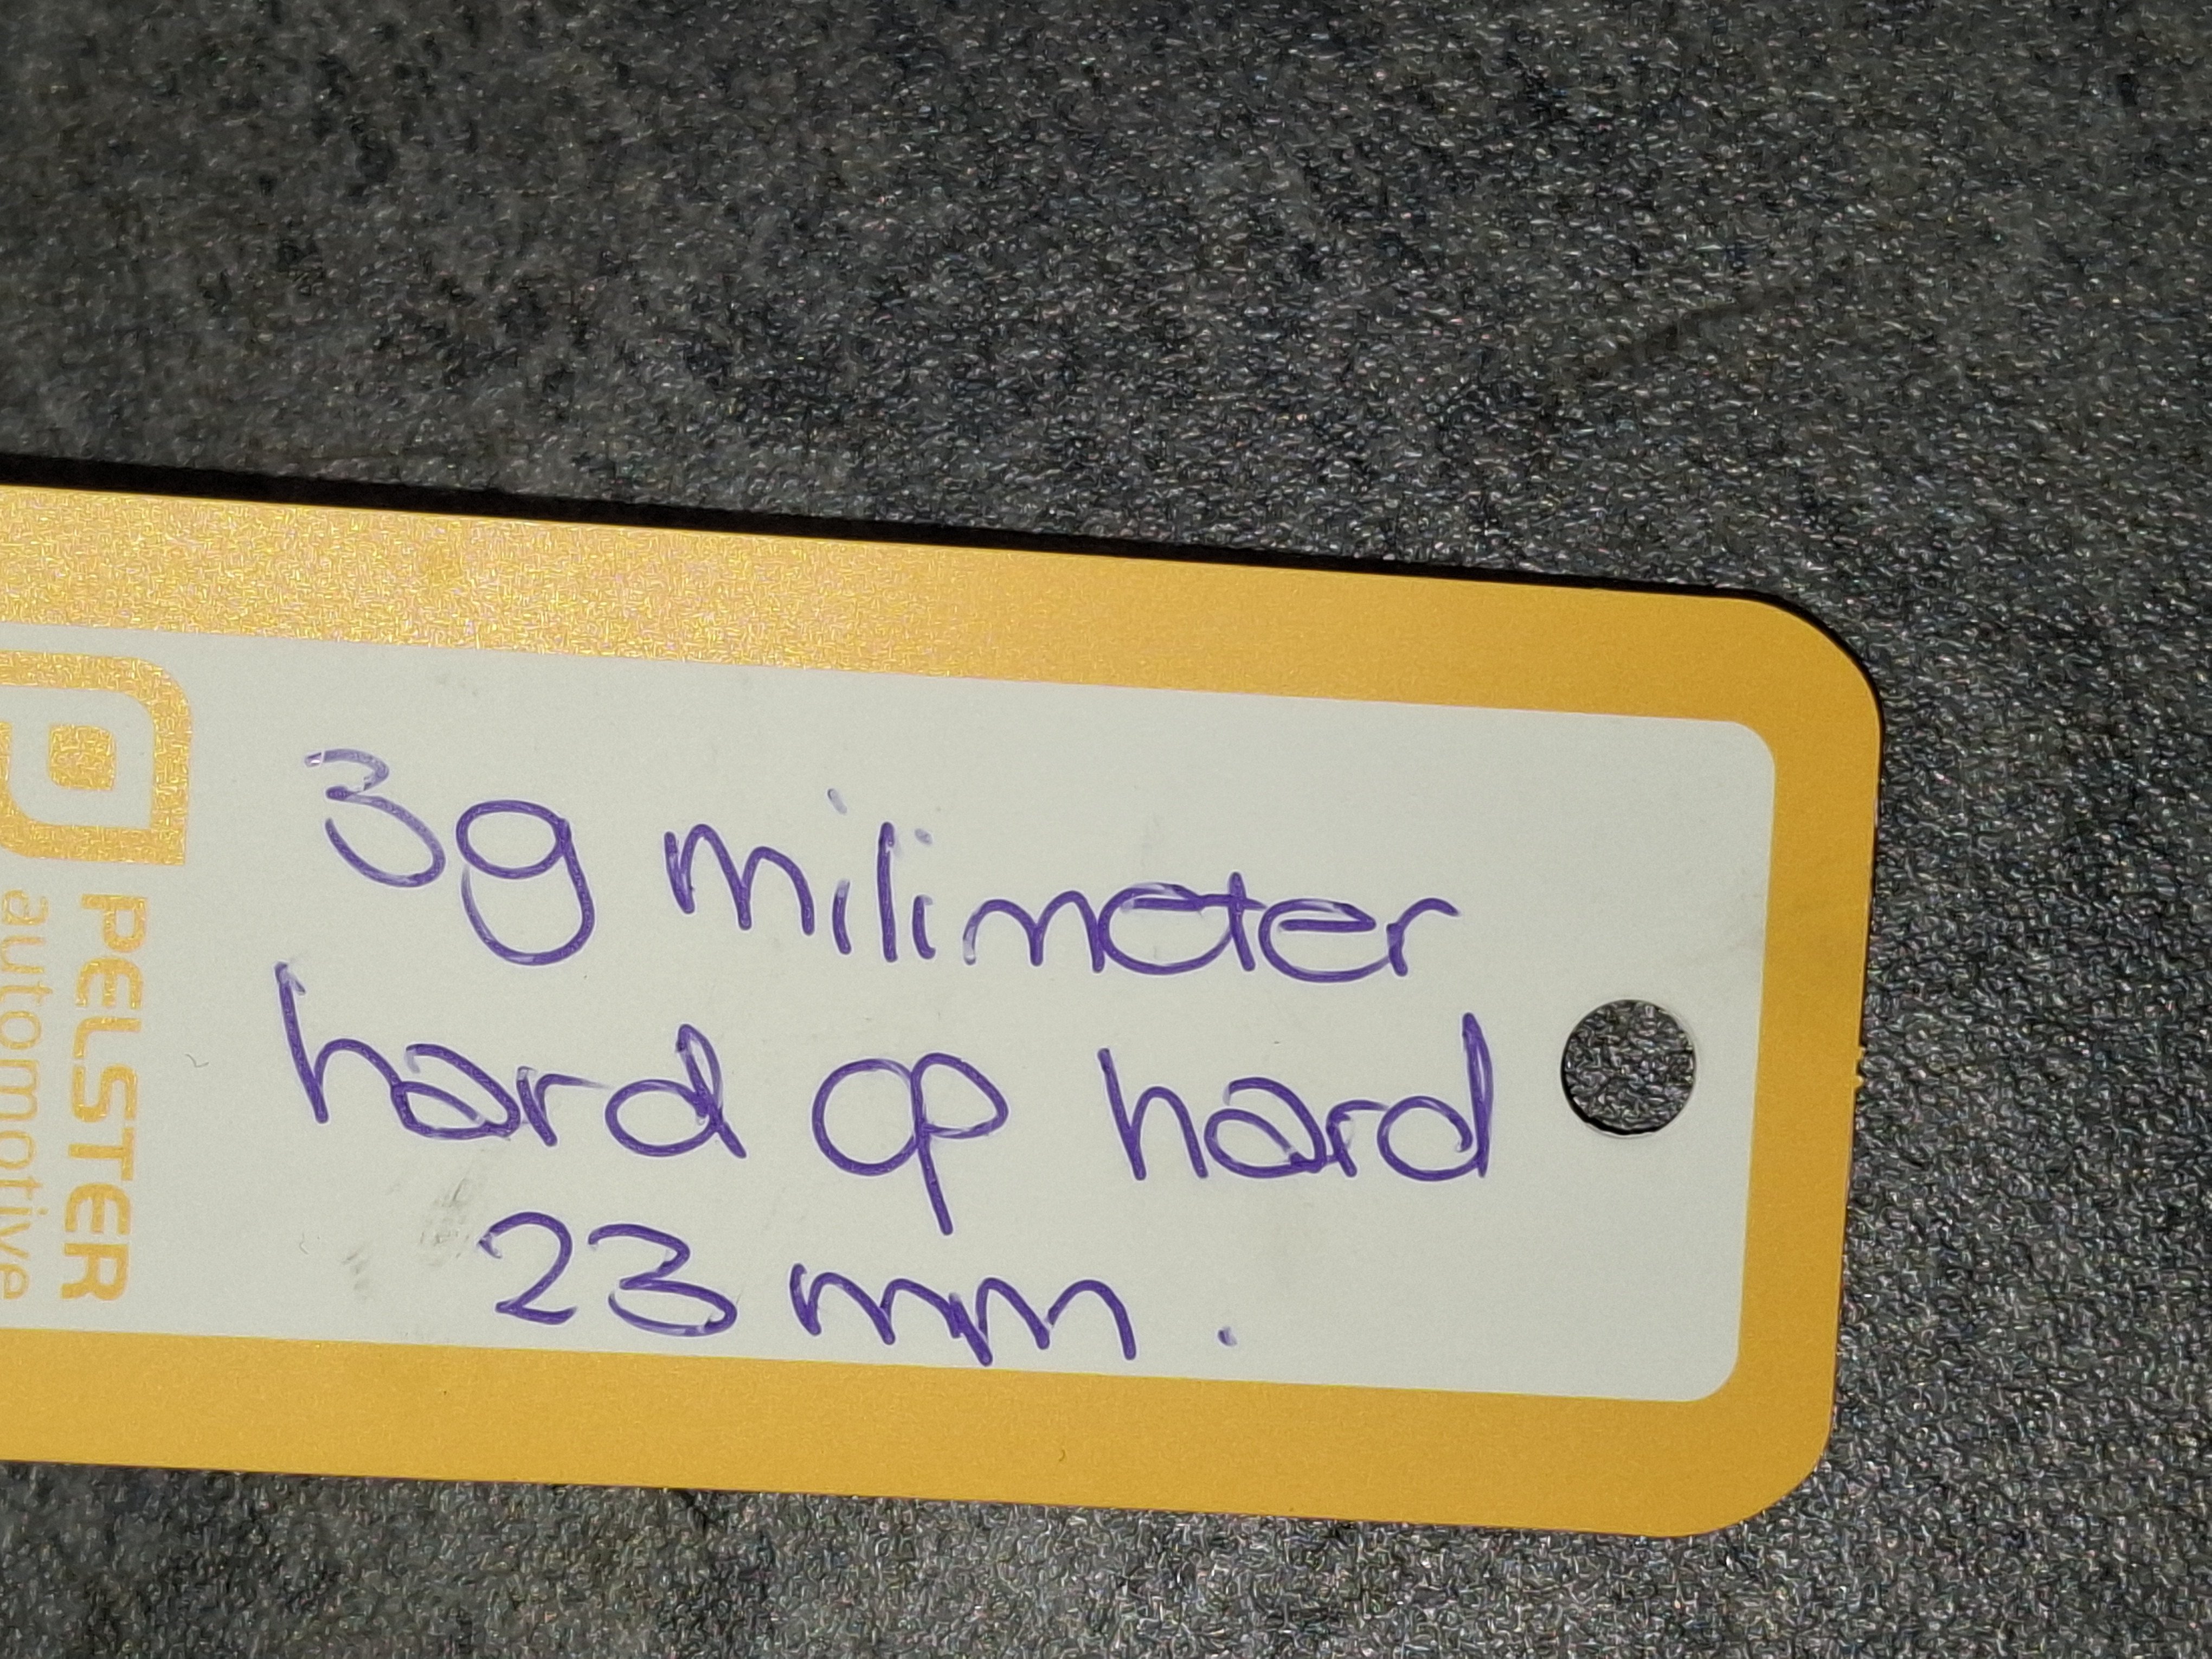 39 milimeter
hard op hard
23 mm.
PELSTER
automotive